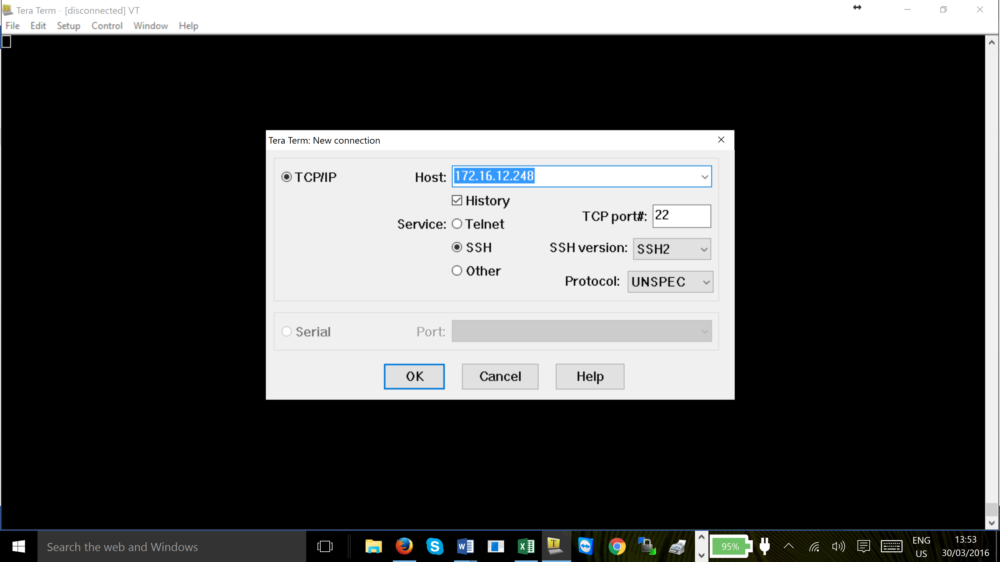 Tera Term - [disconnected] VT
File Edit Setup Control Window Help
Tera Term: New connection
TCP/IP Host: 172.16.12.248
History
TCP port#: 22
Service: Telnet
SSH SSH version: SSH2
Other
Protocol: UNSPEC
Serial Port:
OK Cancel Help
Search the web and Windows
95%
ENG
US
13:53
30/03/2016